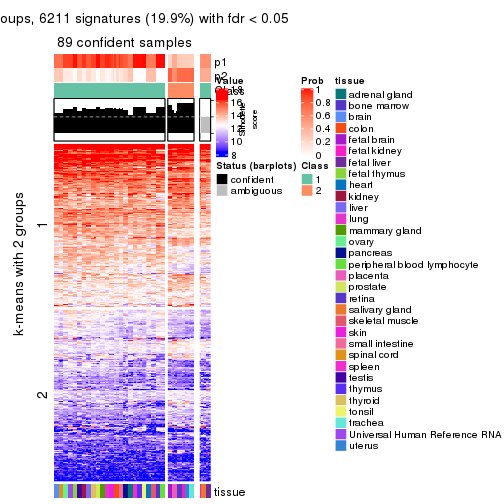 oups, 6211 signatures (19.9%) with fdr < 0.05
89 confident samples
p1
p2
Class
Silhouette
score
k-means with 2 groups
1
2
tissue
Value
16
14
12
10
8
Prob
1
0.8
0.6
0.4
0.2
0
Status (barplots)
confident
ambiguous
Class
1
2
tissue
adrenal gland
bone marrow
brain
colon
fetal brain
fetal kidney
fetal liver
fetal thymus
heart
kidney
liver
lung
mammary gland
ovary
pancreas
peripheral blood lymphocyte
placenta
prostate
retina
salivary gland
skeletal muscle
skin
small intestine
spinal cord
spleen
testis
thymus
thyroid
tonsil
trachea
Universal Human Reference RNA
uterus